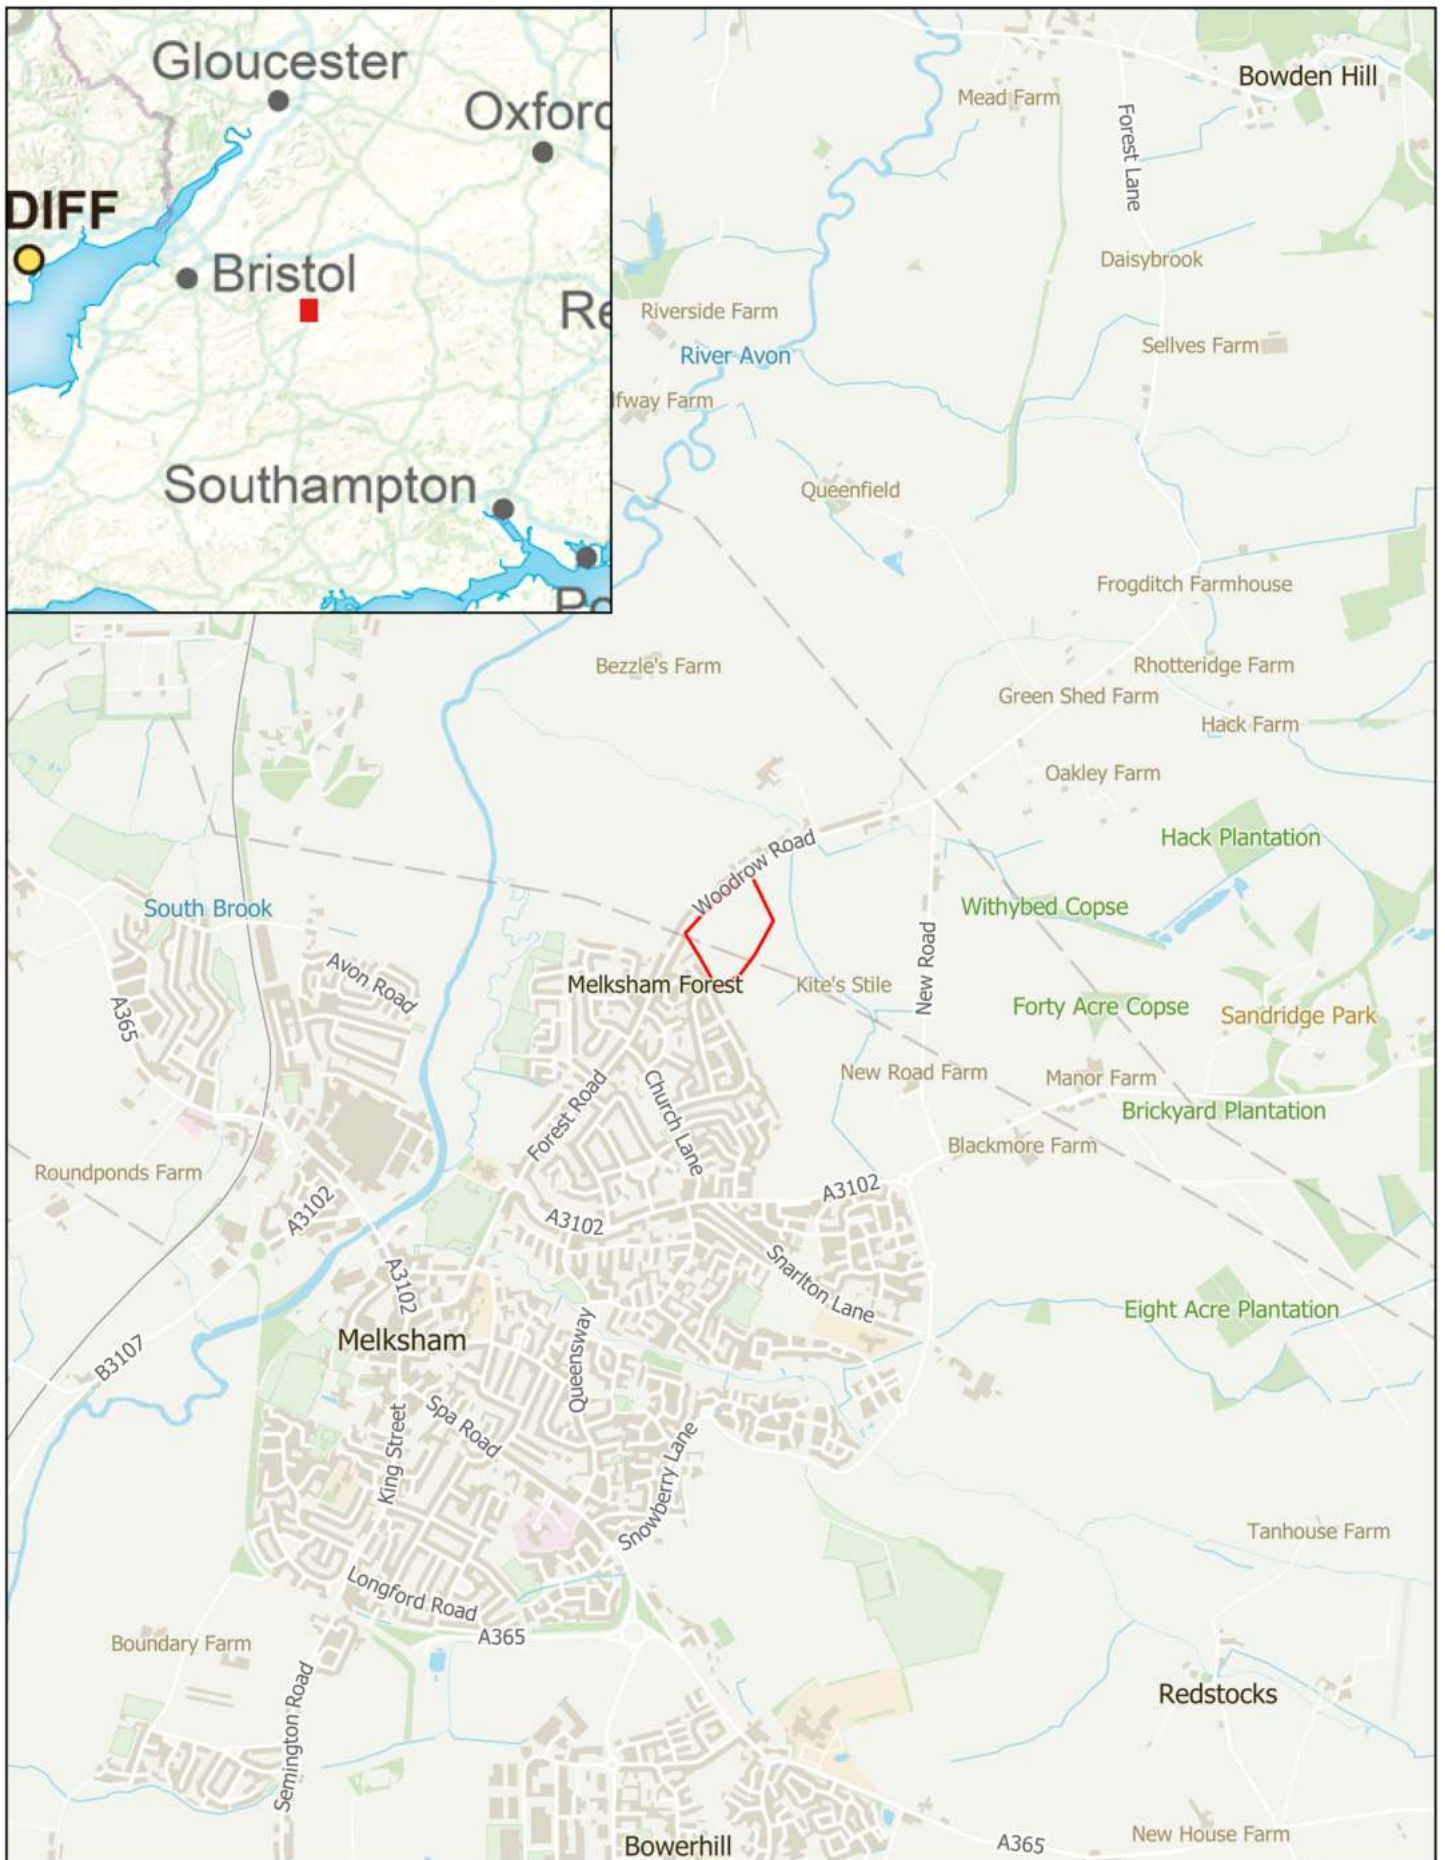 Gloucester
Oxford
DIFF
Bristol
Re
Southampton
Po
Bowden Hill
Mead Farm
Forest Lane
Daisybrook
Riverside Farm
River Avon
Sellves Farm
lfway Farm
Queenfield
Frogditch Farmhouse
Bezzle's Farm
Rhotteridge Farm
Green Shed Farm
Hack Farm
Oakley Farm
Woodrow Road
Hack Plantation
South Brook
Withybed Copse
Avon Road
New Road
Melksham Forest
Kite's Stile
A365
Forty Acre Copse
Sandridge Park
New Road Farm
Manor Farm
Forest Road
Church Lane
Brickyard Plantation
Blackmore Farm
Roundponds Farm
A3102
A3102
A3102
A3102
Snarlton Lane
Eight Acre Plantation
Melksham
B3107
Queensway
King Street
Spa Road
Snowberry Lane
Tanhouse Farm
Longford Road
A365
Boundary Farm
Semington Road
Redstocks
New House Farm
A365
Bowerhill